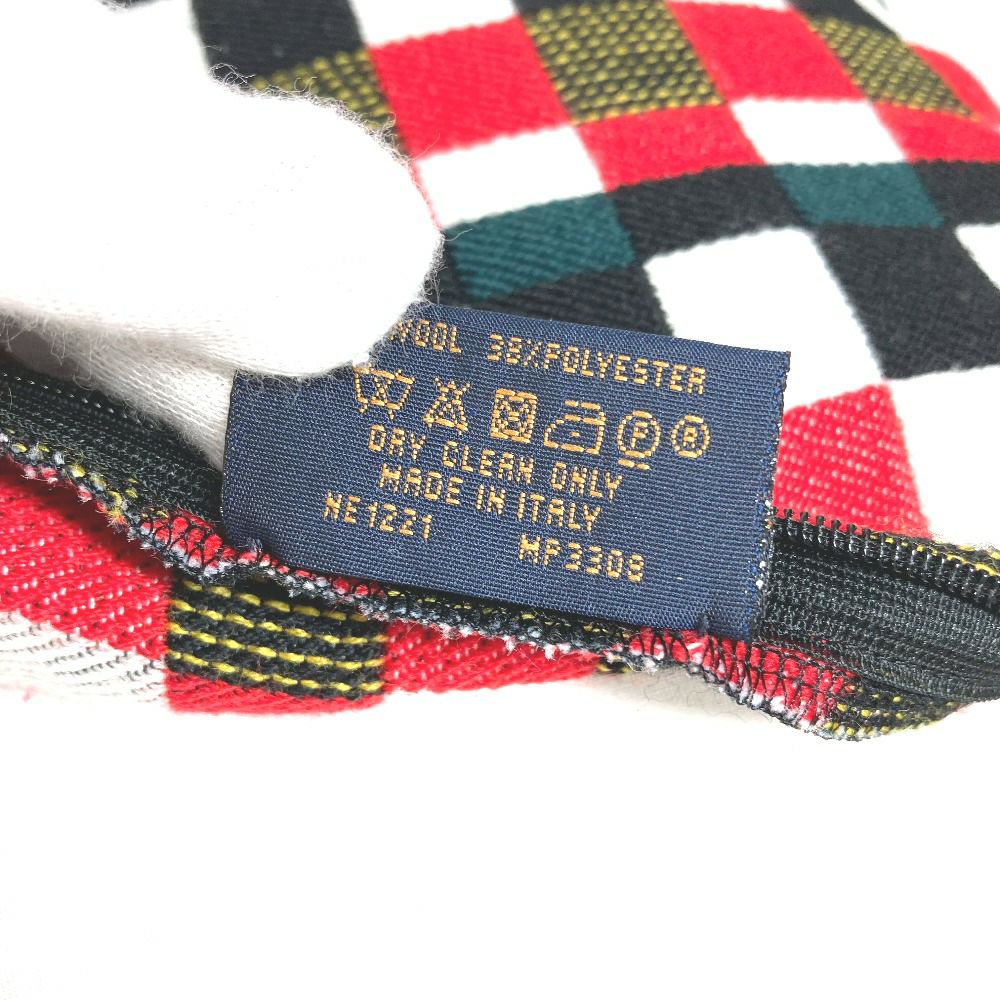 WOOL 38%POLYESTER
P R
DRY CLEAN ONLY
MADE IN ITALY
NE1221 MP3308